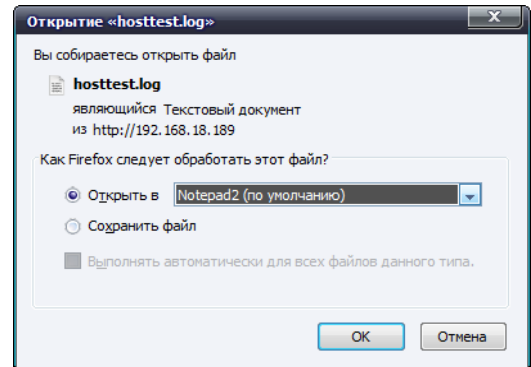 Открытие «hosttest.log»
Вы собираетесь открыть файл
hosttest.log
являющийся Текстовый документ
из http://192.168.18.189
Как Firefox следует обработать этот файл?
Открыть в Notepad2 (по умолчанию)
Сохранить файл
Выполнять автоматически для всех файлов данного типа.
OK Отмена